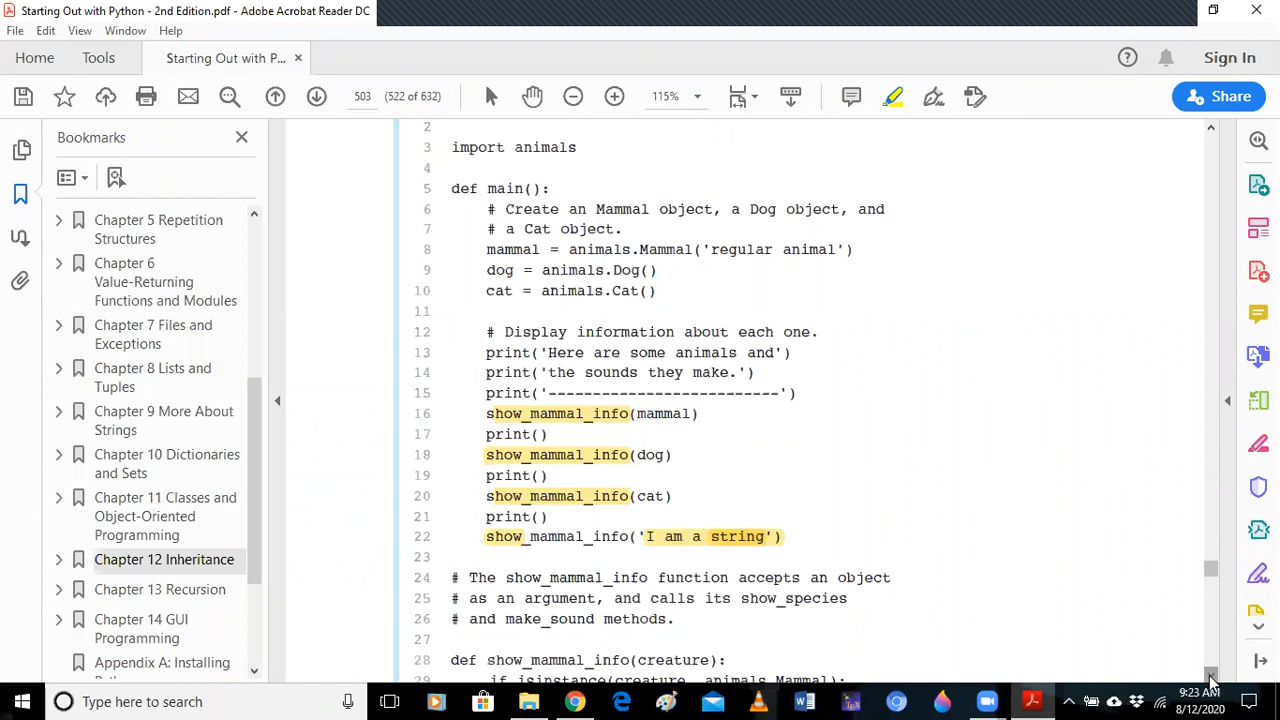 Starting Out with Python - 2nd Edition.pdf - Adobe Acrobat Reader DC
File Edit View Window Help
Home Tools Starting Out with P... ×
Sign In
503 (522 of 632) 115% Share
Bookmarks
Chapter 5 Repetition
Structures
Chapter 6
Value-Returning
Functions and Modules
Chapter 7 Files and
Exceptions
Chapter 8 Lists and
Tuples
Chapter 9 More About
Strings
Chapter 10 Dictionaries
and Sets
Chapter 11 Classes and
Object-Oriented
Programming
Chapter 12 Inheritance
Chapter 13 Recursion
Chapter 14 GUI
Programming
Appendix A: Installing
2
3 import animals
4
5 def main():
6 # Create an Mammal object, a Dog object, and
7 # a Cat object.
8 mammal = animals.Mammal('regular animal')
9 dog = animals.Dog()
10 cat = animals.Cat()
11
12 # Display information about each one.
13 print('Here are some animals and')
14 print('the sounds they make.')
15 print('--------------------------')
16 show_mammal_info(mammal)
17 print()
18 show_mammal_info(dog)
19 print()
20 show_mammal_info(cat)
21 print()
22 show_mammal_info('I am a string')
23
24 # The show_mammal_info function accepts an object
25 # as an argument, and calls its show_species
26 # and make_sound methods.
27
28 def show_mammal_info(creature):
29 if isinstance(creature, animals.Mammal):
Type here to search
9:23 AM
8/12/2020